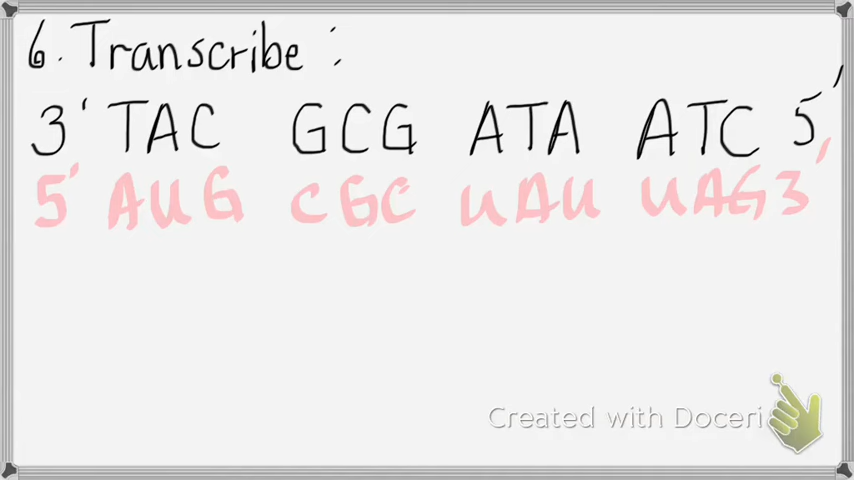 6. Transcribe:
3' TAC GCG ATA ATC 5'
5' AUG CGC UAU UAG 3'
Created with Doceri